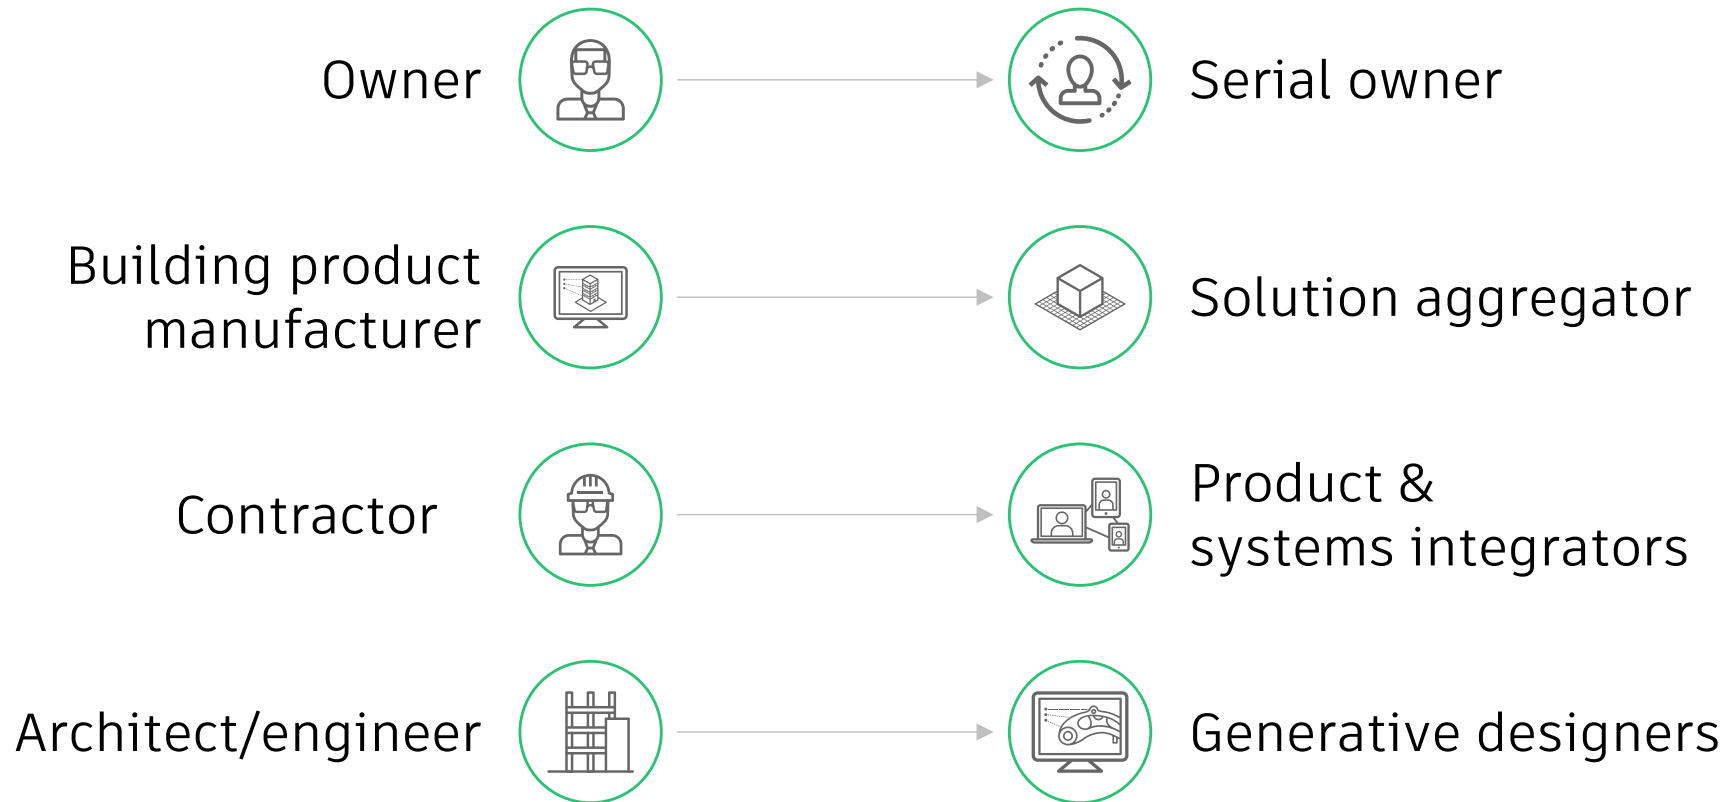 Owner
Serial owner
Building product
manufacturer
Solution aggregator
Contractor
Product &
systems integrators
Architect/engineer
Generative designers